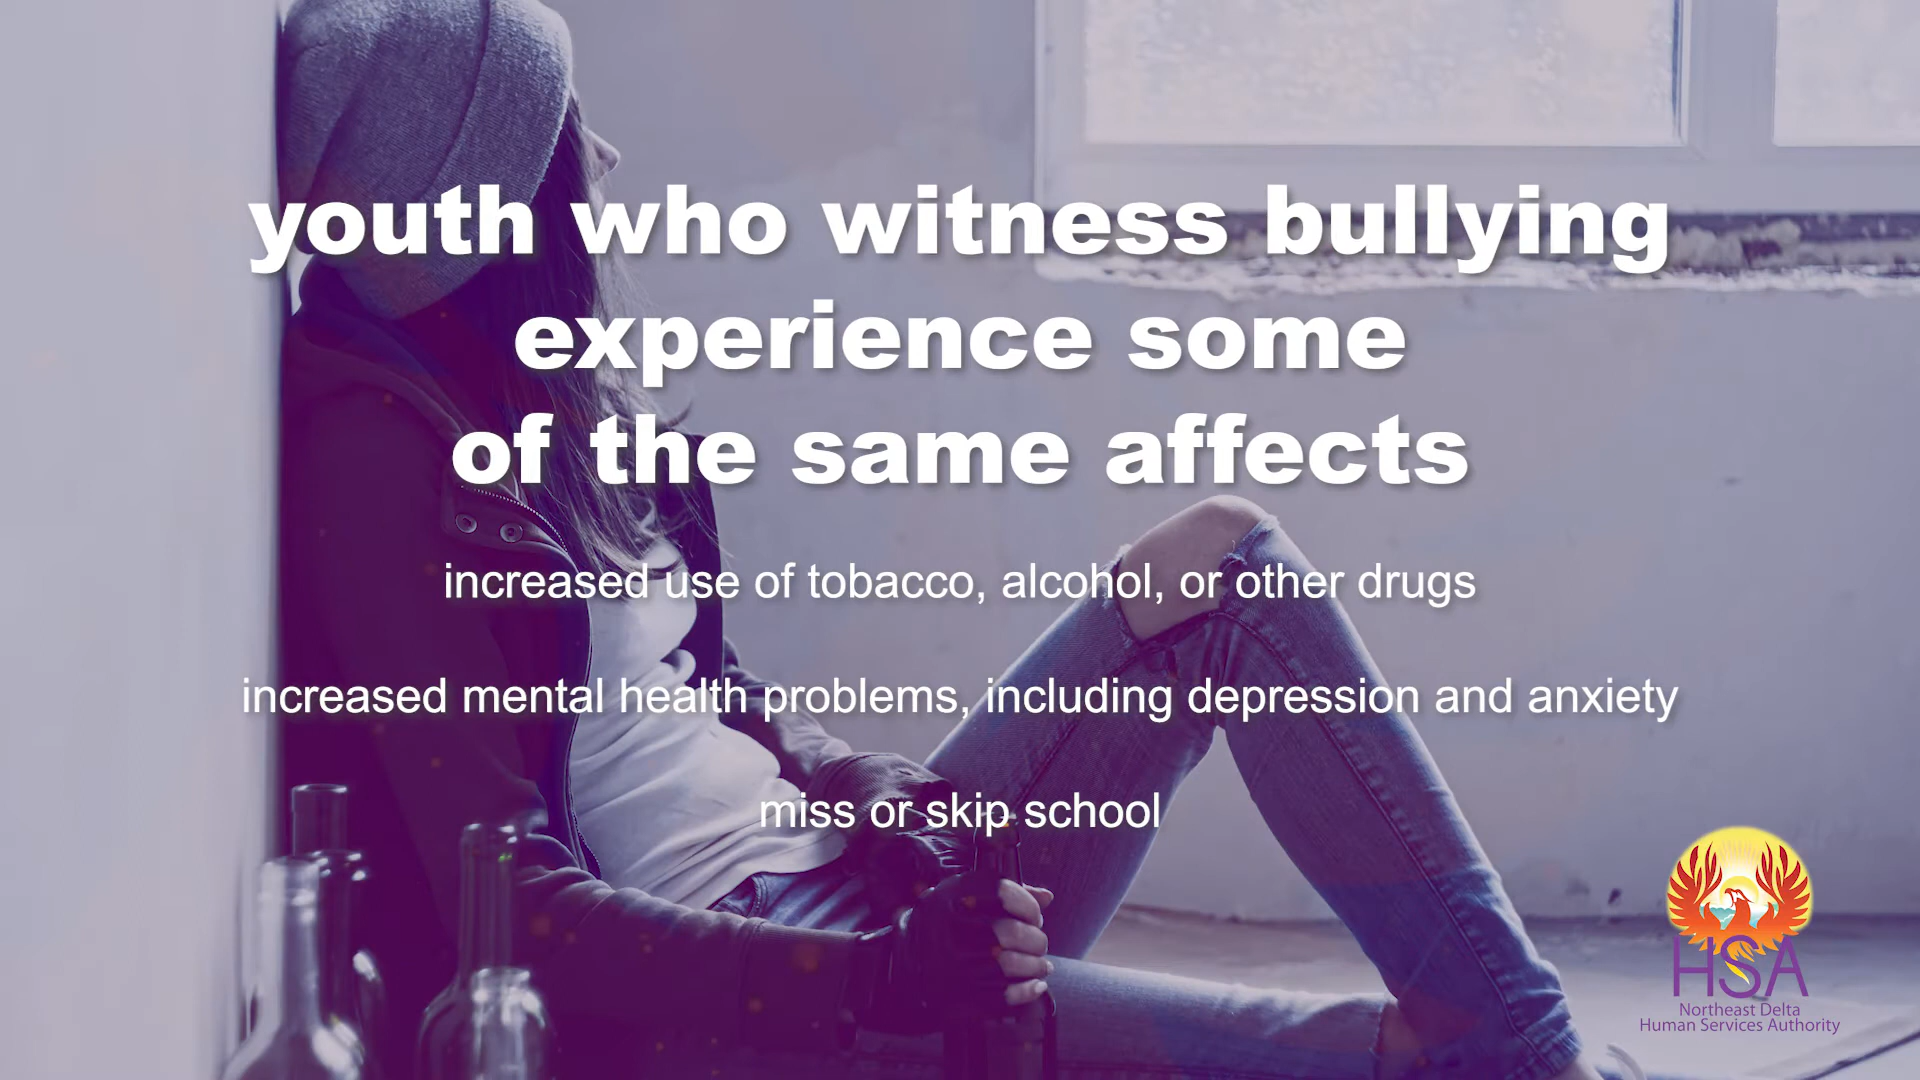 youth who witness bullying
experience some
of the same affects
increased use of tobacco, alcohol, or other drugs
increased mental health problems, including depression and anxiety
miss or skip school
HSA
Northeast Delta
Human Services Authority